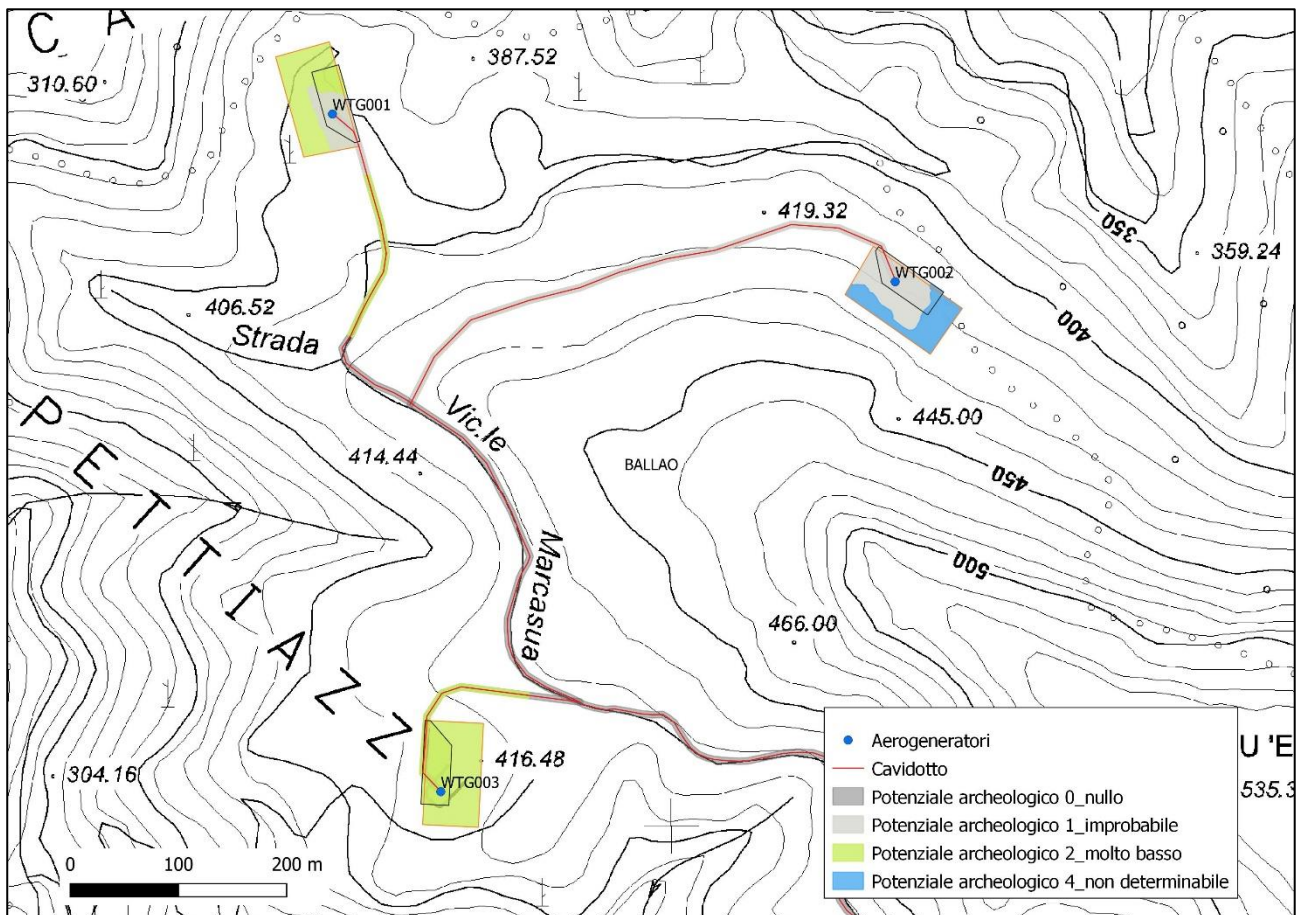 C A
387.52
310.60
WTG001
419.32
350
359.24
WTG002
406.52
Strada
400
Vic.le
445.00
414.44
BALLAO
450
PETTIAZZ
Marcasua
500
466.00
416.48
304.16
WTG003
U 'E
535.3
Aerogeneratori
Cavidotto
Potenziale archeologico 0_nullo
Potenziale archeologico 1_improbabile
Potenziale archeologico 2_molto basso
Potenziale archeologico 4_non determinabile
0 100 200 m